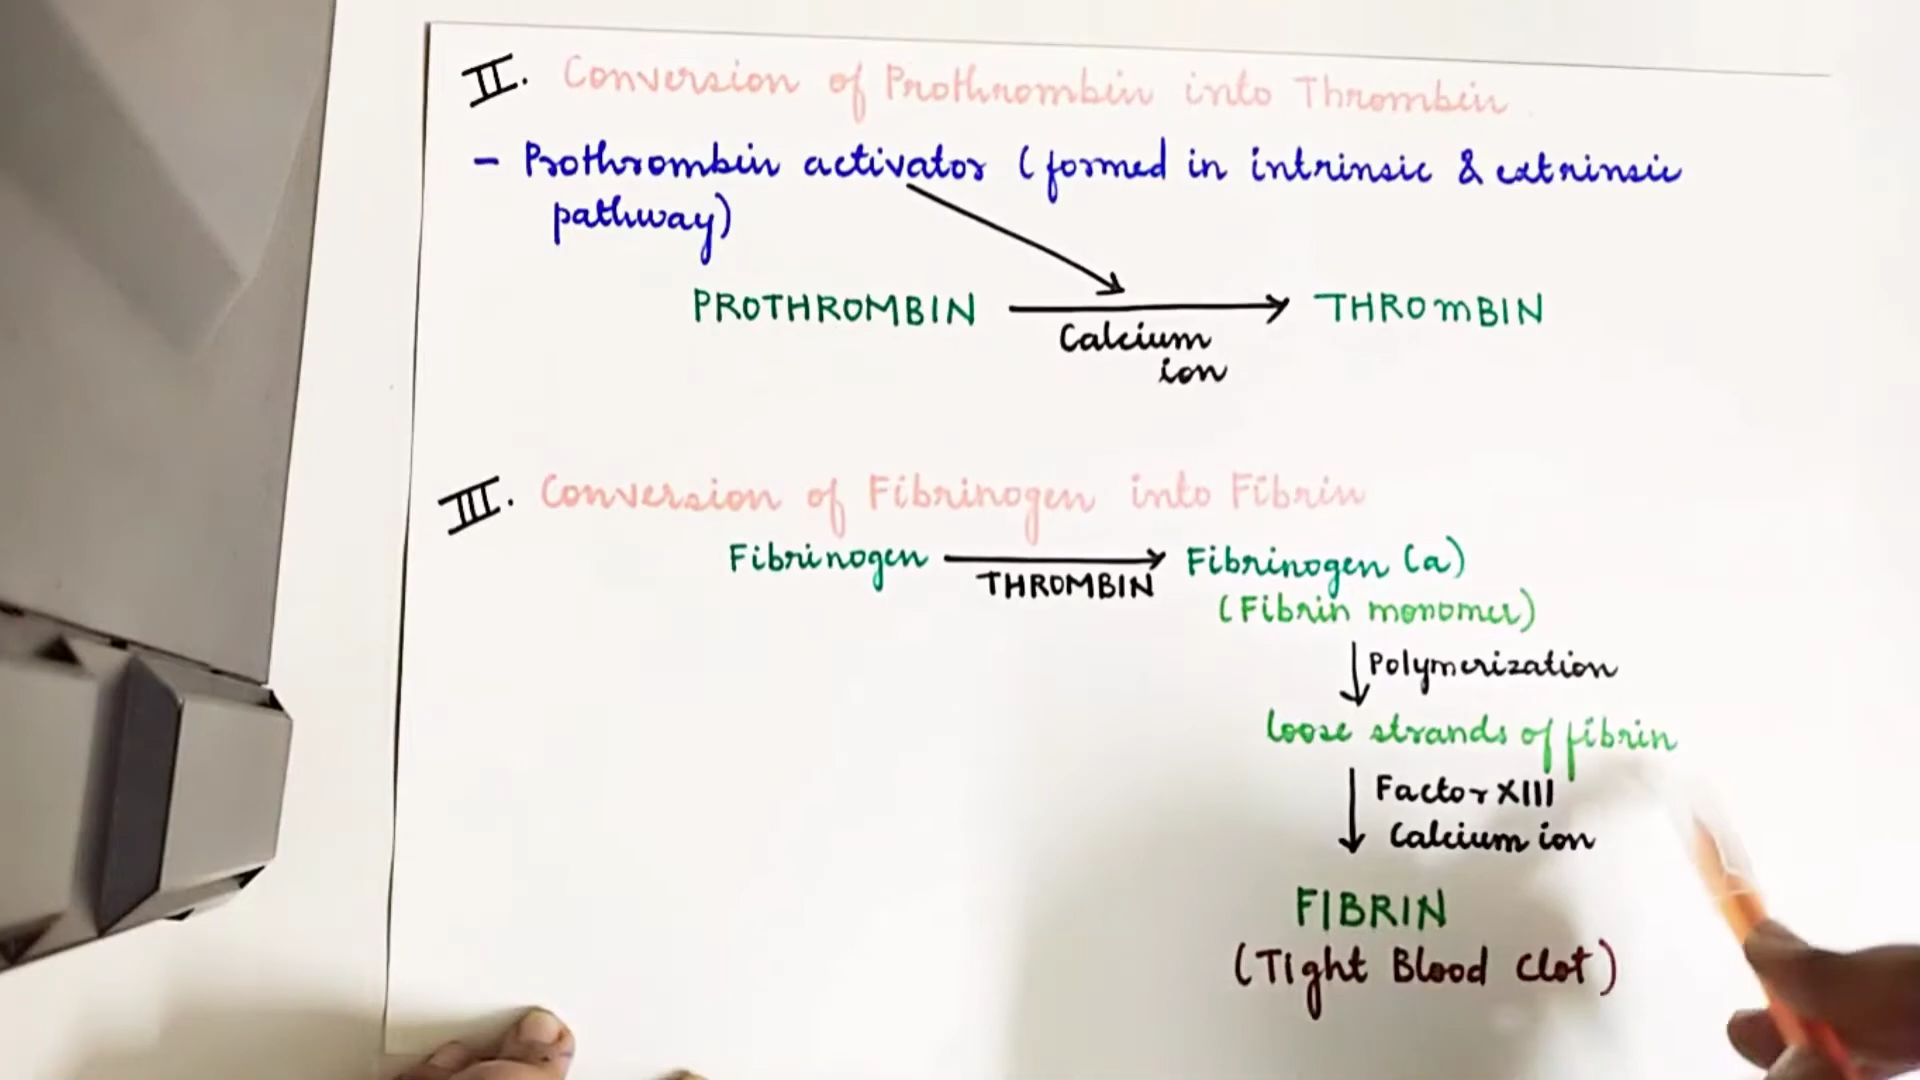 II. Conversion of Prothrombin into Thrombin
- Prothrombin activator (formed in intrinsic & extrinsic
pathway)
PROTHROMBIN THROMBIN
Calcium
ion
III. Conversion of Fibrinogen into Fibrin
Fibrinogen Fibrinogen (a)
THROMBIN
(Fibrin monomer)
Polymerization
loose strands of fibrin
Factor XIII
Calcium ion
FIBRIN
(Tight Blood Clot)